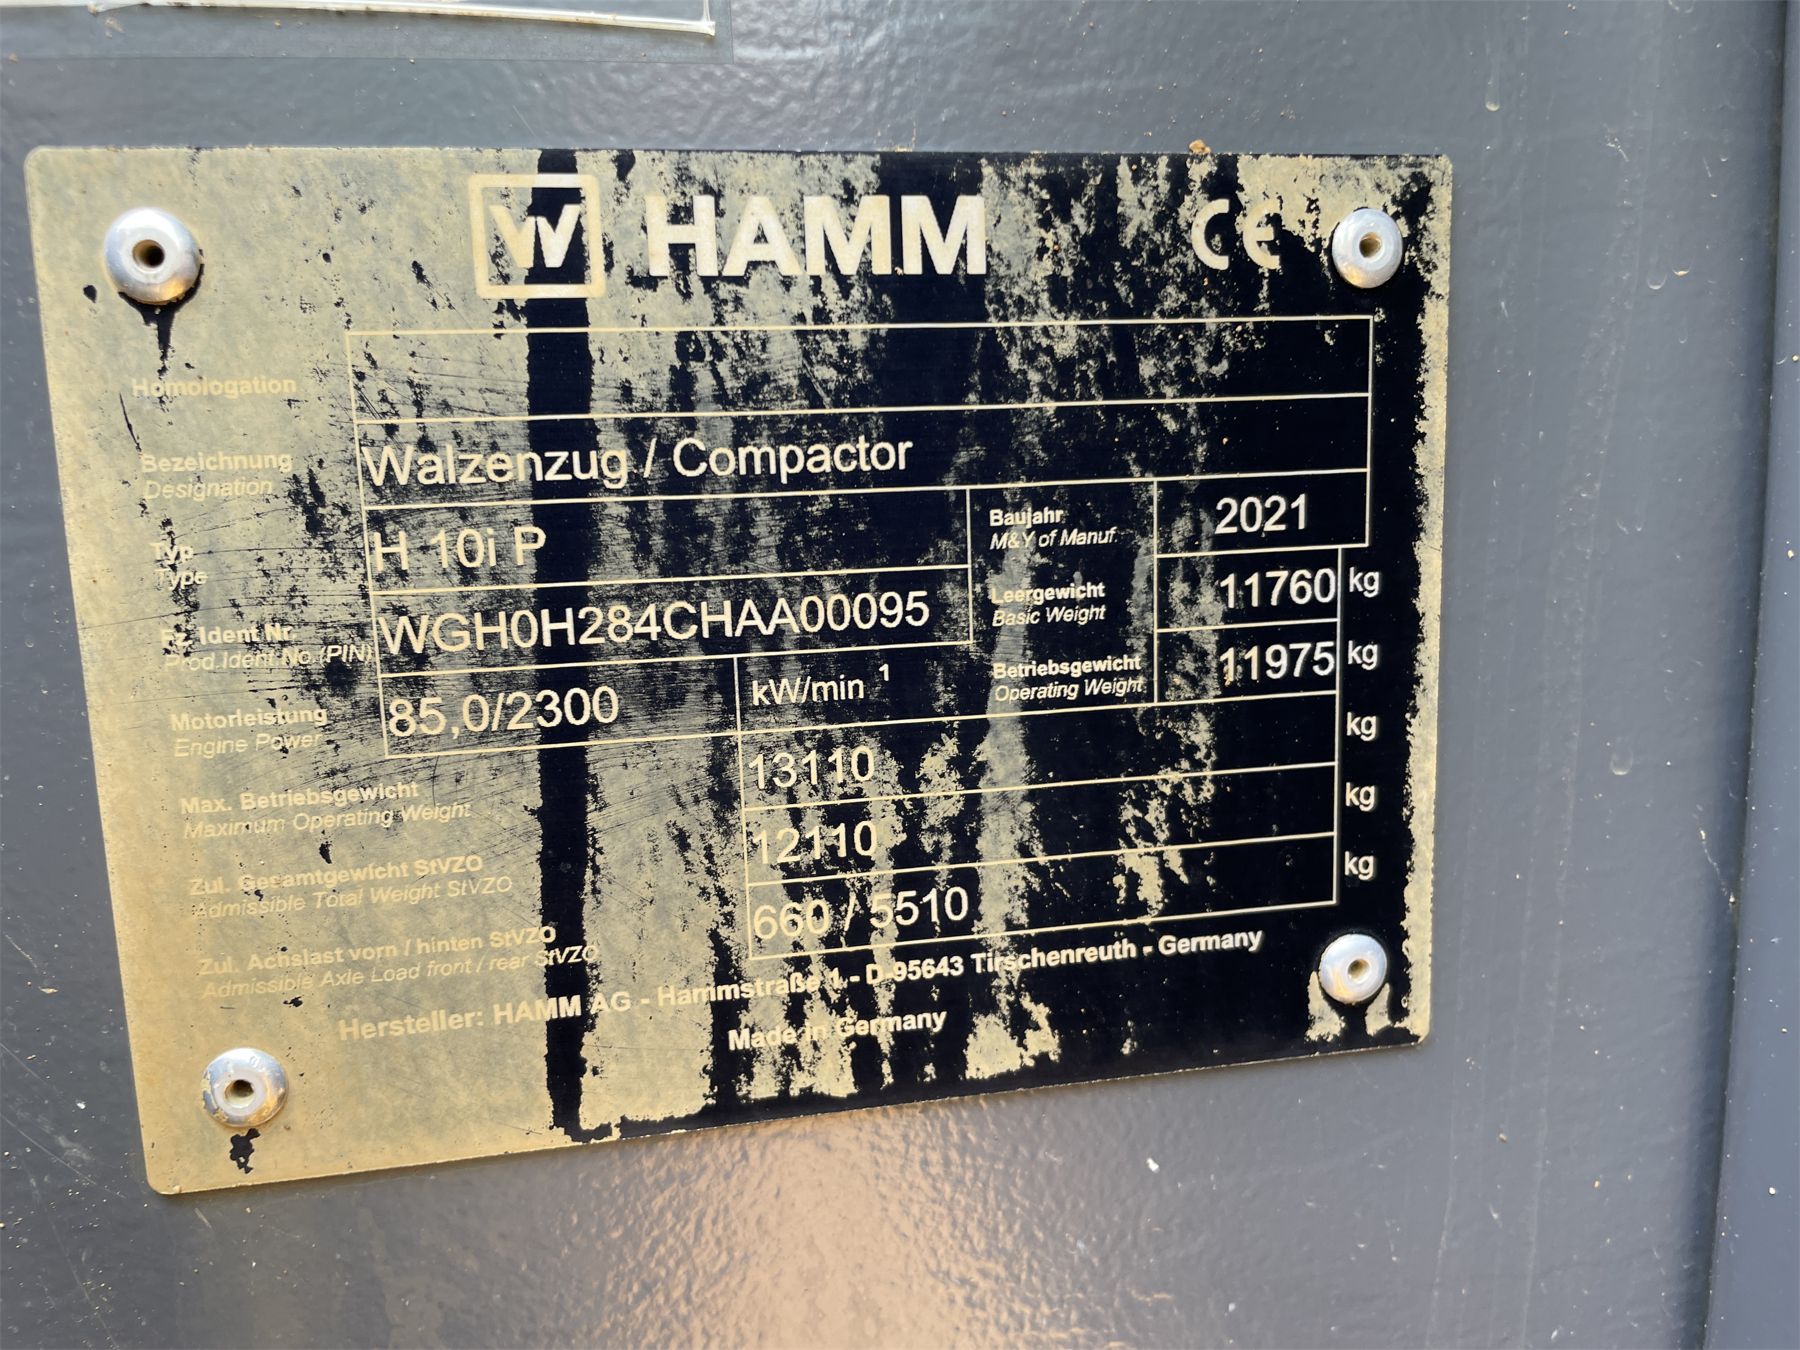 HAMM CE
Homologation
Bezeichnung
Designation
Walzenzug / Compactor
Typ
Type
H 10i P
Baujahr
M&Y of Manuf.
2021
Fz. Ident Nr.
Prod.Ident.No.(PIN)
WGH0H284CHAA00095
Leergewicht
Basic Weight
11760 kg
Motorleistung
Engine Power
85,0/2300 kW/min 1
Betriebsgewicht
Operating Weight
11975 kg
Max. Betriebsgewicht
Maximum Operating Weight
13110 kg
Zul. Gesamtgewicht StVZO
Admissible Total Weight StVZO
12110 kg
Zul. Achslast vorn / hinten StVZO
Admissible Axle Load front / rear StVZO
660 / 5510 kg
Hersteller: HAMM AG - Hammstraße 1 - D-95643 Tirschenreuth - Germany
Made in Germany